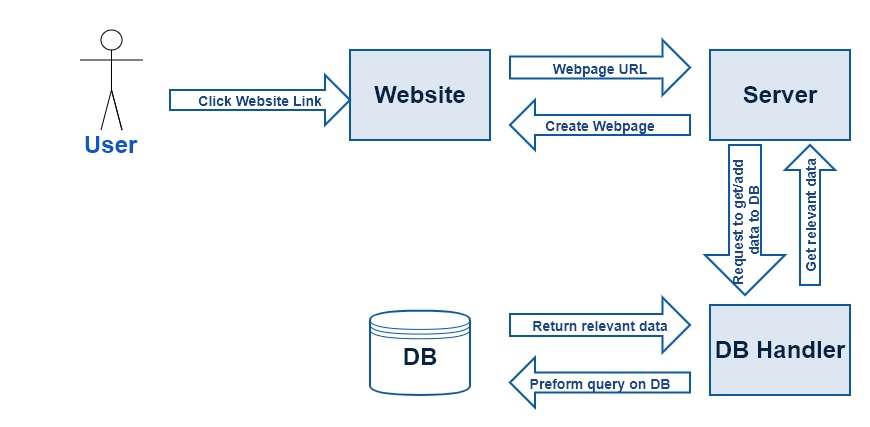 User
Click Website Link
Website
Webpage URL
Create Webpage
Server
Request to get/add
data to DB
Get relevant data
DB
Return relevant data
Preform query on DB
DB Handler